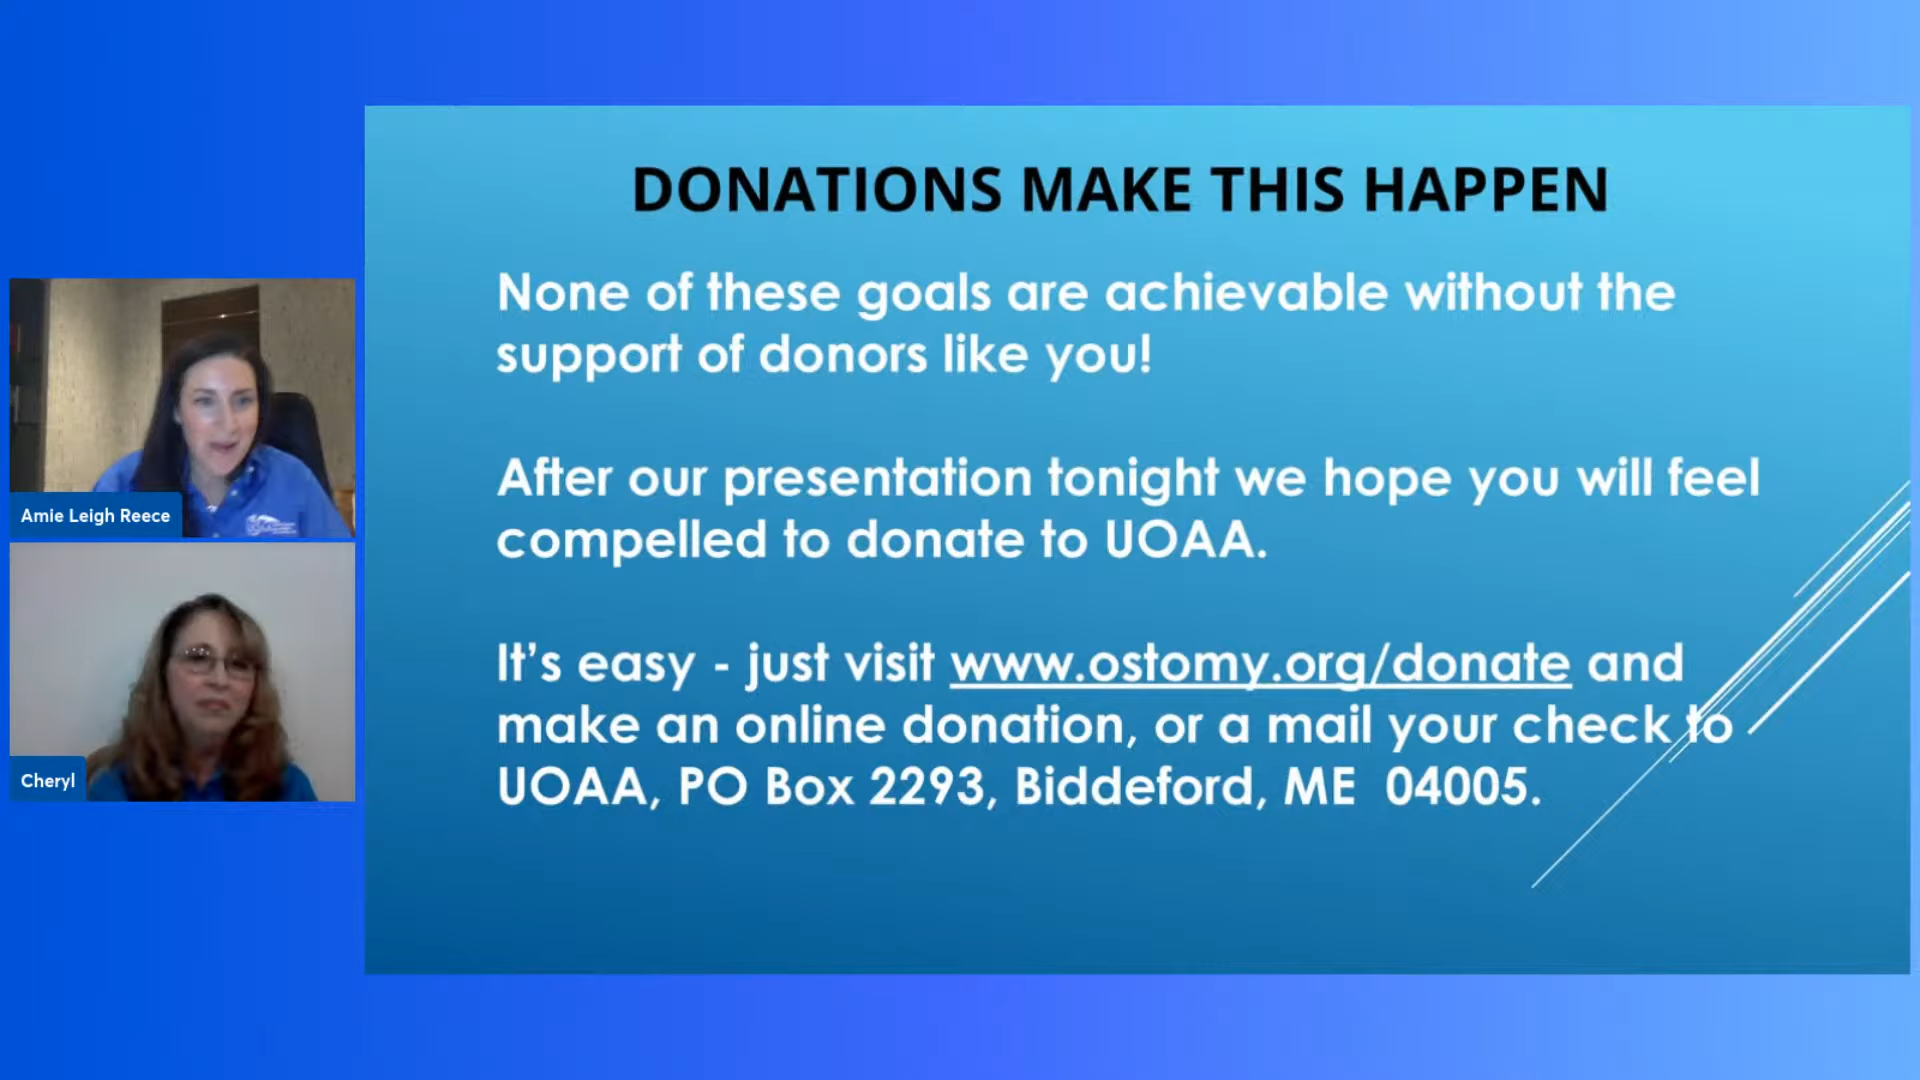 DONATIONS MAKE THIS HAPPEN
None of these goals are achievable without the
support of donors like you!
After our presentation tonight we hope you will feel
compelled to donate to UOAA.
It's easy - just visit www.ostomy.org/donate and
make an online donation, or a mail your check to
UOAA, PO Box 2293, Biddeford, ME 04005.
Amie Leigh Reece
Cheryl